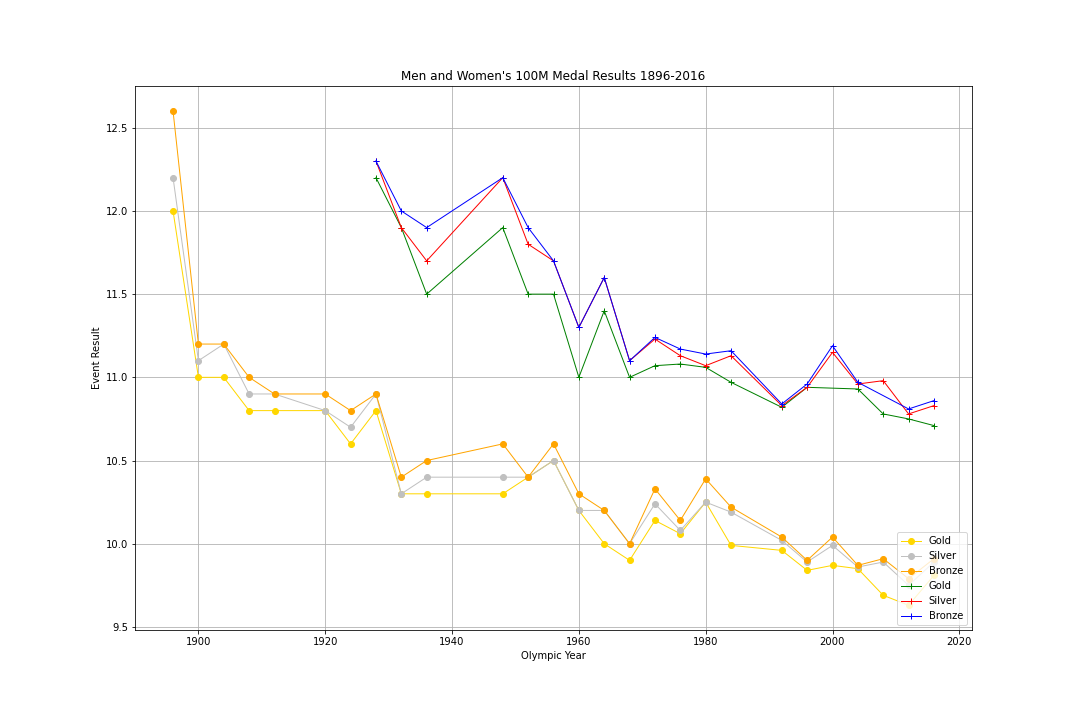 Men and Women's 100M Medal Results 1896-2016
12.5
12.0
11.5
11.0
10.5
10.0
9.5
Event Result
1900
1920
1940
1960
1980
2000
2020
Olympic Year
Gold
Silver
Bronze
Gold
Silver
Bronze